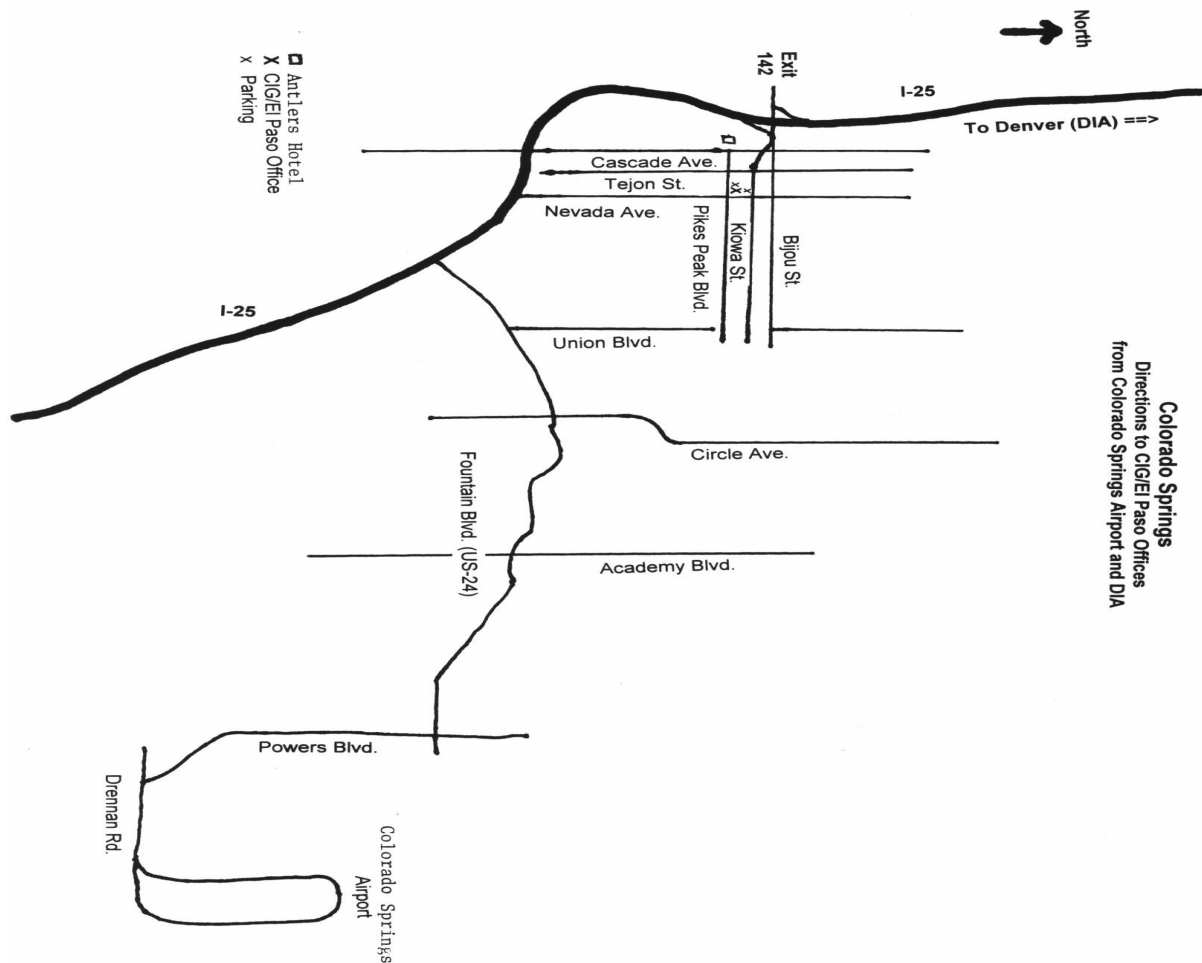 Colorado Springs
Directions to CIG/El Paso Offices
from Colorado Springs Airport and DIA
North
Exit
142
I-25
To Denver (DIA) ==>
Antlers Hotel
X CIG/El Paso Office
x Parking
Cascade Ave.
Tejon St.
Nevada Ave.
xX
x
Pikes Peak Blvd.
Kiowa St.
Bijou St.
I-25
Union Blvd.
Circle Ave.
Fountain Blvd. (US-24)
Academy Blvd.
Powers Blvd.
Drennan Rd.
Colorado Springs
Airport